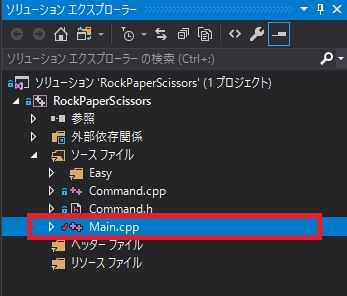 ソリューション エクスプローラー
ソリューション エクスプローラー の検索 (Ctrl+:)
ソリューション 'RockPaperScissors' (1 プロジェクト)
RockPaperScissors
参照
外部依存関係
ソース ファイル
Easy
Command.cpp
Command.h
Main.cpp
ヘッダー ファイル
リソース ファイル